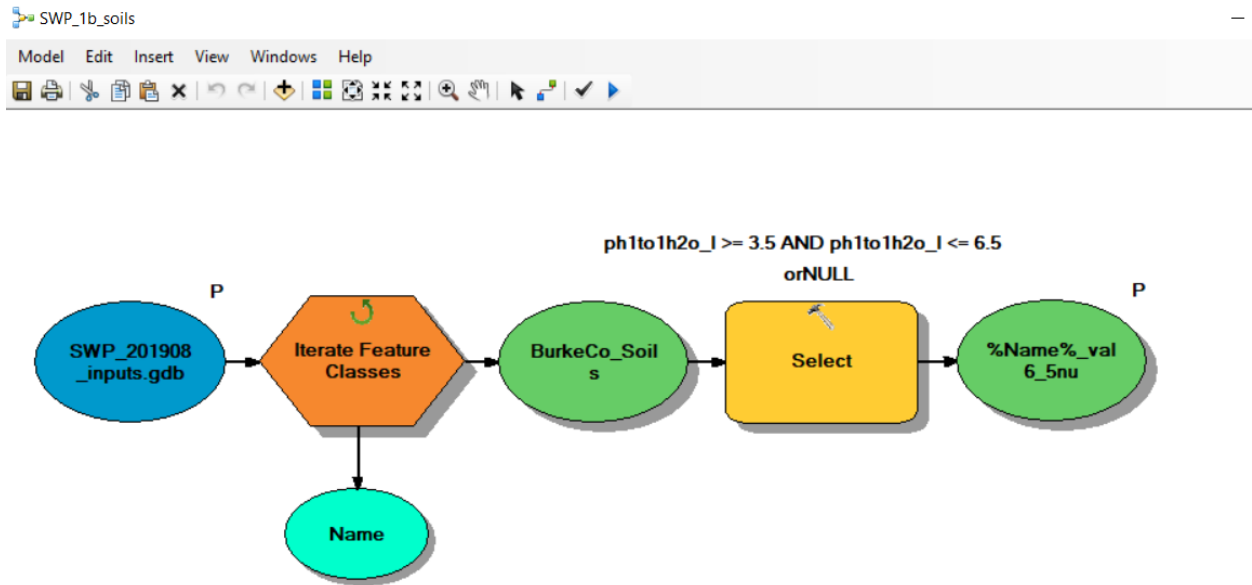 SWP_1b_soils
Model Edit Insert View Windows Help
ph1to1h2o_l >= 3.5 AND ph1to1h2o_l <= 6.5
orNULL
P
P
SWP_201908
_inputs.gdb
Iterate Feature
Classes
BurkeCo_Soil
s
Select
%Name%_val
6_5nu
Name